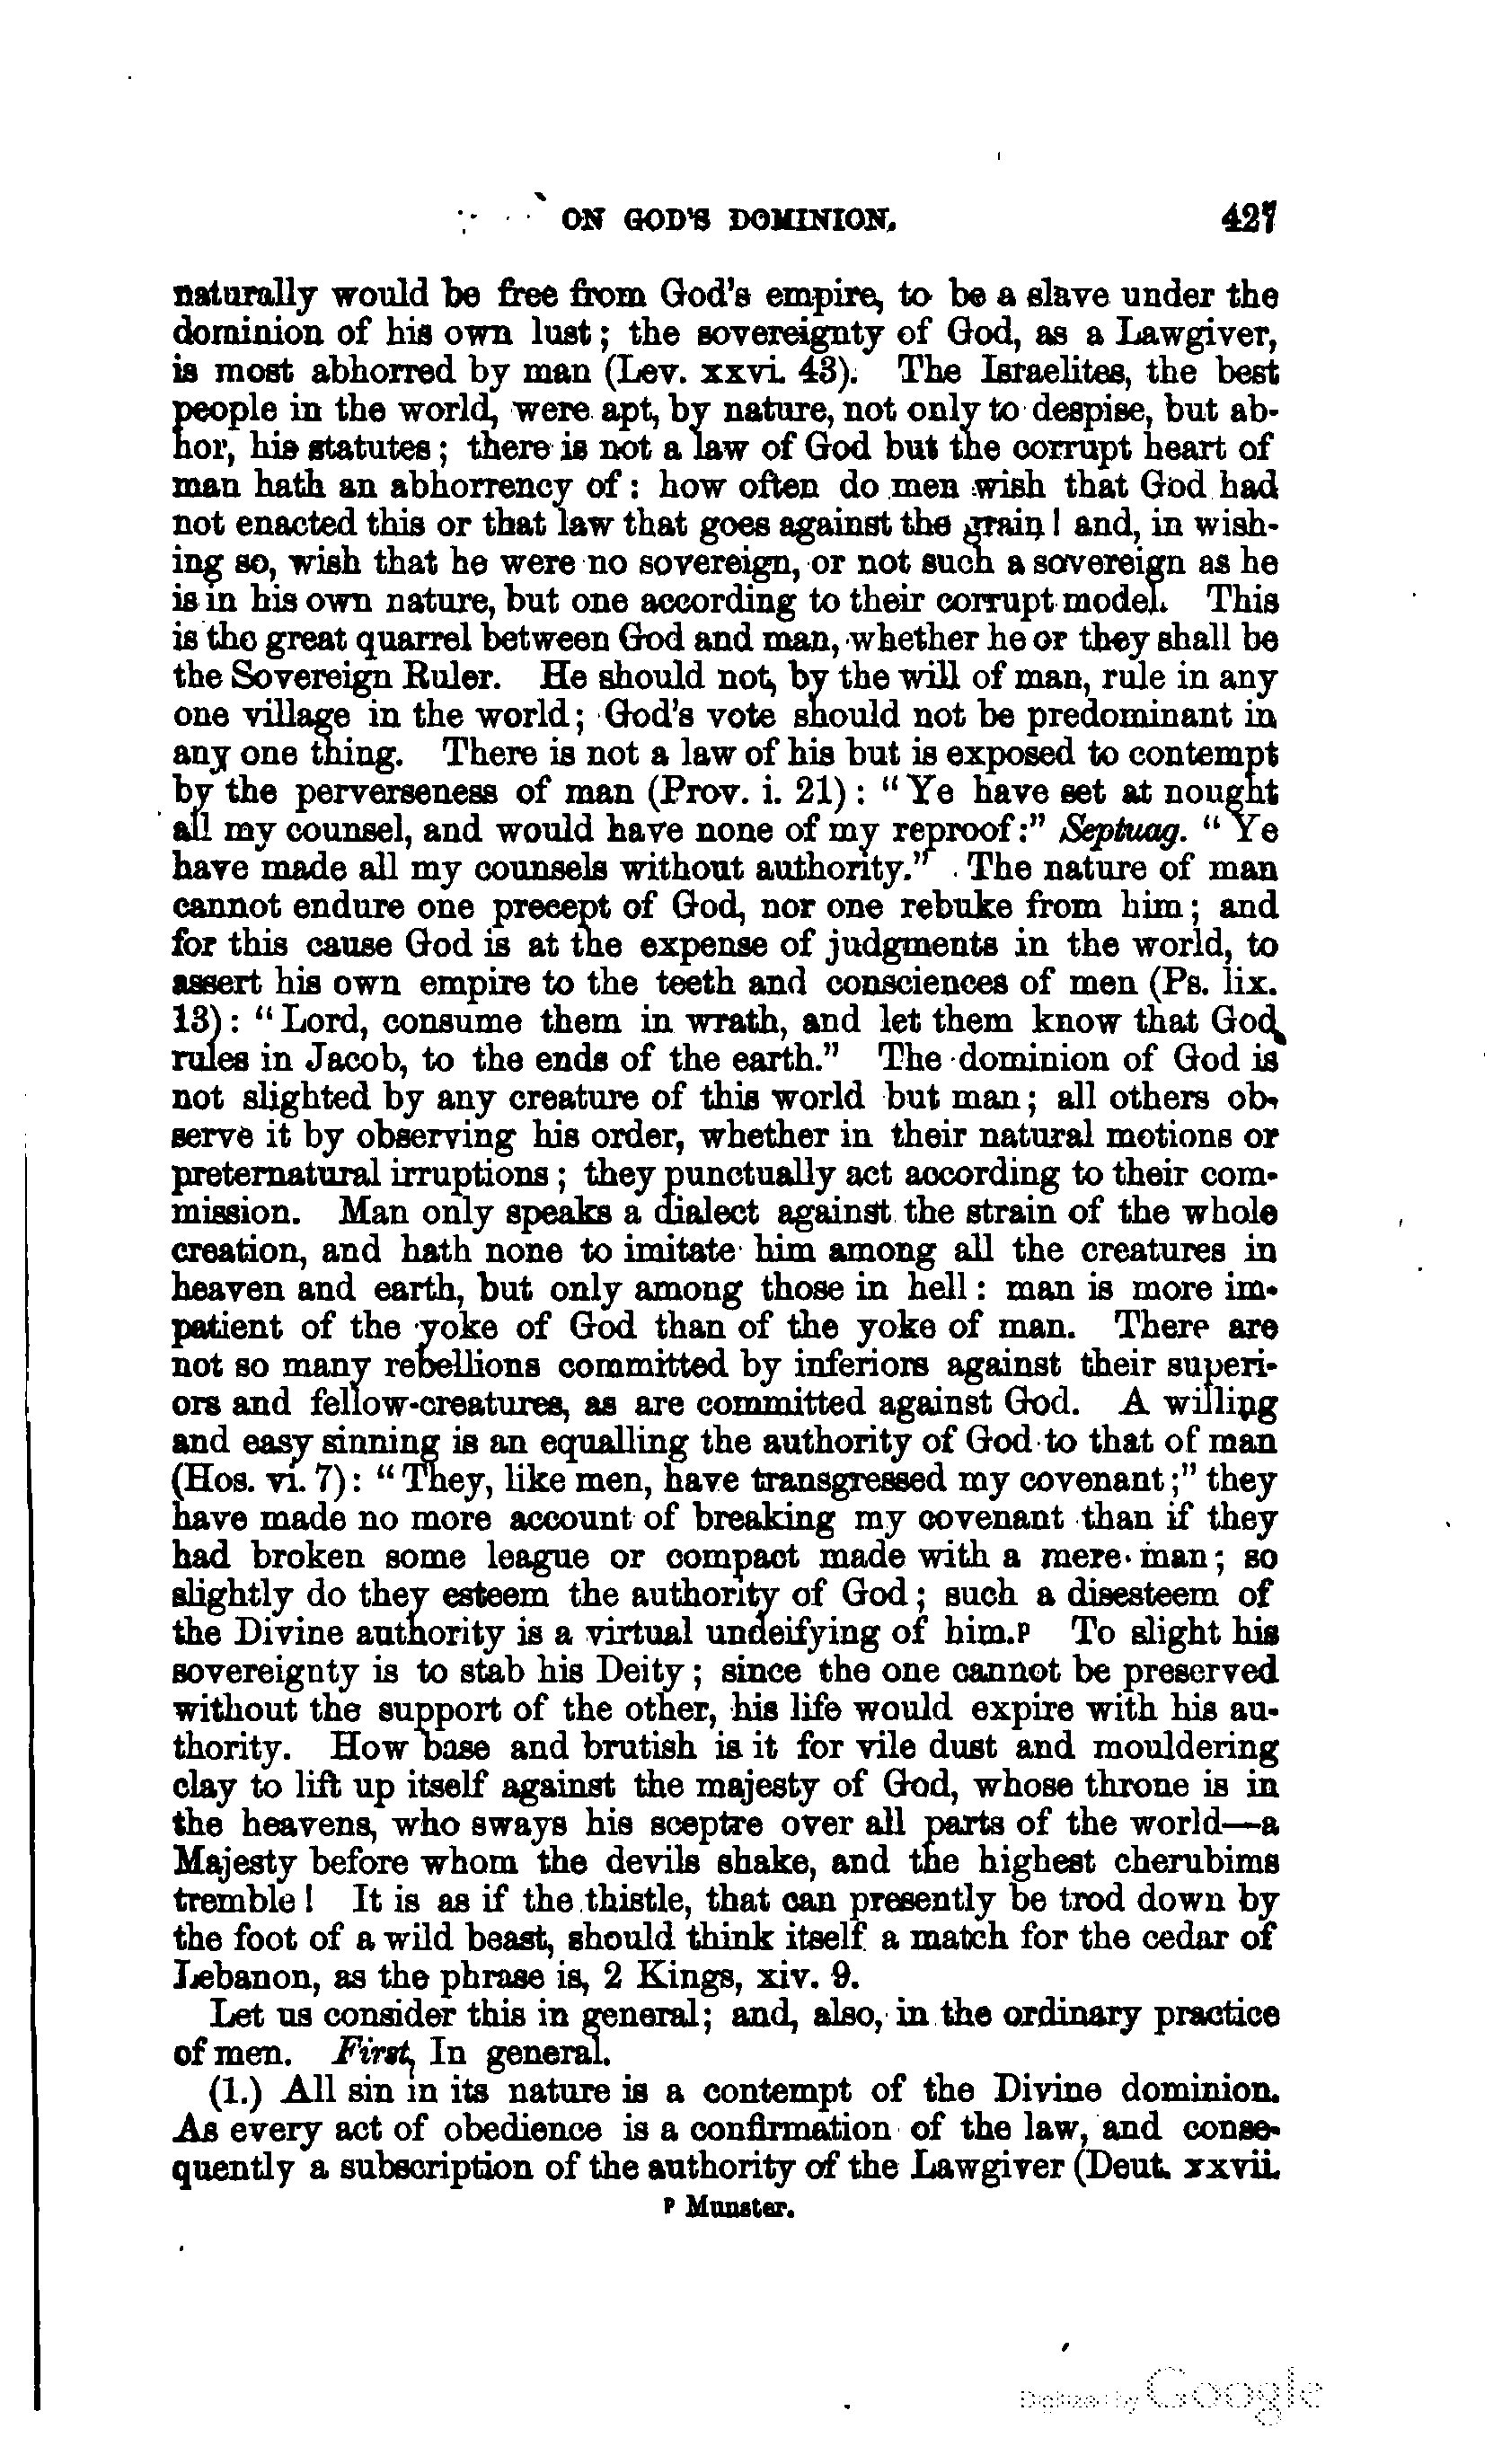 ON GOD'S DOMINION. 427
naturally would be free from God's empire, to be a slave under the
dominion of his own lust; the sovereignty of God, as a Lawgiver,
is most abhorred by man (Lev. xxvi. 43). The Israelites, the best
people in the world, were apt, by nature, not only to despise, but ab-
hor, his statutes; there is not a law of God but the corrupt heart of
man hath an abhorrency of: how often do men wish that God had
not enacted this or that law that goes against the grain! and, in wish-
ing so, wish that he were no sovereign, or not such a sovereign as he
is in his own nature, but one according to their corrupt model. This
is the great quarrel between God and man, whether he or they shall be
the Sovereign Ruler. He should not, by the will of man, rule in any
one village in the world; God's vote should not be predominant in
any one thing. There is not a law of his but is exposed to contempt
by the perverseness of man (Prov. i. 21): "Ye have set at nought
all my counsel, and would have none of my reproof:" Septuag. "Ye
have made all my counsels without authority." The nature of man
cannot endure one precept of God, nor one rebuke from him; and
for this cause God is at the expense of judgments in the world, to
assert his own empire to the teeth and consciences of men (Ps. lix.
13): "Lord, consume them in wrath, and let them know that God
rules in Jacob, to the ends of the earth." The dominion of God is
not slighted by any creature of this world but man; all others ob-
serve it by observing his order, whether in their natural motions or
preternatural irruptions; they punctually act according to their com-
mission. Man only speaks a dialect against the strain of the whole
creation, and hath none to imitate him among all the creatures in
heaven and earth, but only among those in hell: man is more im-
patient of the yoke of God than of the yoke of man. There are
not so many rebellions committed by inferiors against their superi-
ors and fellow-creatures, as are committed against God. A willing
and easy sinning is an equalling the authority of God to that of man
(Hos. vi. 7): "They, like men, have transgressed my covenant;" they
have made no more account of breaking my covenant than if they
had broken some league or compact made with a mere man; so
slightly do they esteem the authority of God; such a disesteem of
the Divine authority is a virtual undeifying of him.p To slight his
sovereignty is to stab his Deity; since the one cannot be preserved
without the support of the other, his life would expire with his au-
thority. How base and brutish is it for vile dust and mouldering
clay to lift up itself against the majesty of God, whose throne is in
the heavens, who sways his sceptre over all parts of the world—a
Majesty before whom the devils shake, and the highest cherubims
tremble! It is as if the thistle, that can presently be trod down by
the foot of a wild beast, should think itself a match for the cedar of
Lebanon, as the phrase is, 2 Kings, xiv. 9.
Let us consider this in general; and, also, in the ordinary practice
of men. First, In general.
(1.) All sin in its nature is a contempt of the Divine dominion.
As every act of obedience is a confirmation of the law, and conse-
quently a subscription of the authority of the Lawgiver (Deut. xxvii.
p Munster.
Digitized by Google